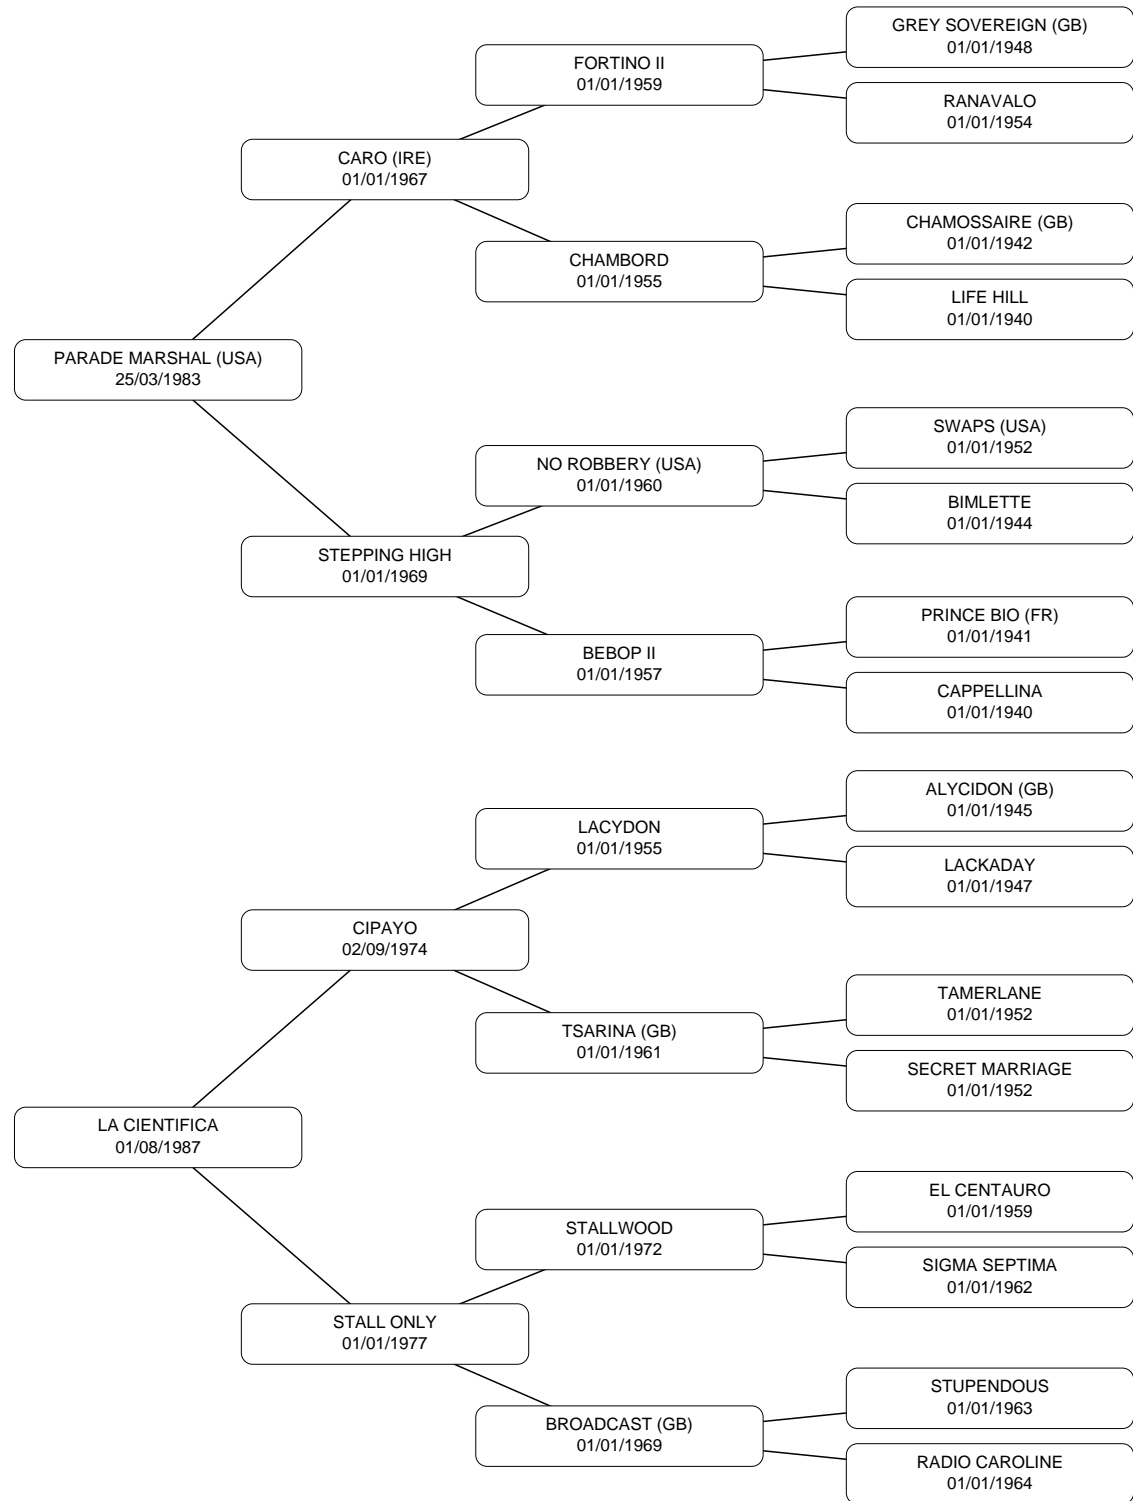 GREY SOVEREIGN (GB)
01/01/1948
FORTINO II
01/01/1959
RANAVALO
01/01/1954
CARO (IRE)
01/01/1967
CHAMOSSAIRE (GB)
01/01/1942
CHAMBORD
01/01/1955
LIFE HILL
01/01/1940
PARADE MARSHAL (USA)
25/03/1983
SWAPS (USA)
01/01/1952
NO ROBBERY (USA)
01/01/1960
BIMLETTE
01/01/1944
STEPPING HIGH
01/01/1969
PRINCE BIO (FR)
01/01/1941
BEBOP II
01/01/1957
CAPPELLINA
01/01/1940
ALYCIDON (GB)
01/01/1945
LACYDON
01/01/1955
LACKADAY
01/01/1947
CIPAYO
02/09/1974
TAMERLANE
01/01/1952
TSARINA (GB)
01/01/1961
SECRET MARRIAGE
01/01/1952
LA CIENTIFICA
01/08/1987
EL CENTAURO
01/01/1959
STALLWOOD
01/01/1972
SIGMA SEPTIMA
01/01/1962
STALL ONLY
01/01/1977
STUPENDOUS
01/01/1963
BROADCAST (GB)
01/01/1969
RADIO CAROLINE
01/01/1964